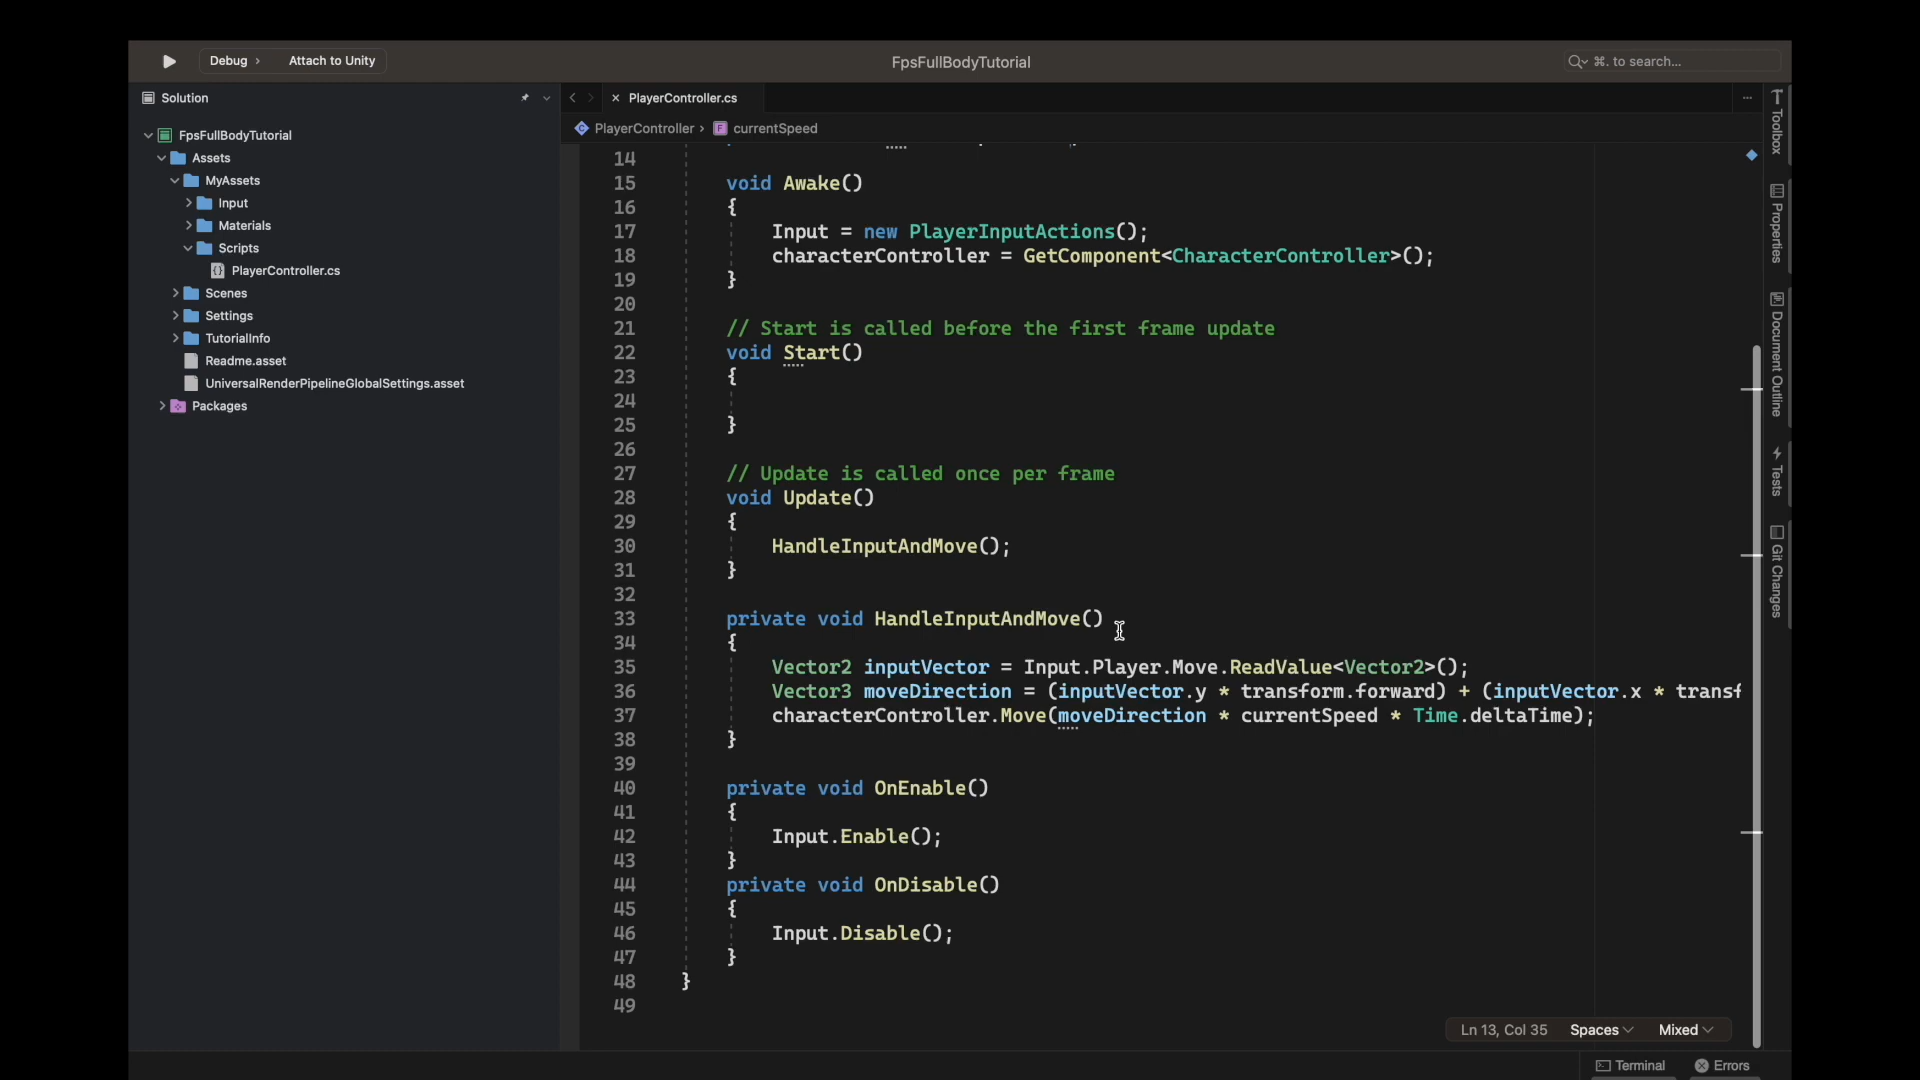 Debug › Attach to Unity
FpsFullBodyTutorial
⌘. to search...
Solution
PlayerController.cs
PlayerController › currentSpeed
FpsFullBodyTutorial
Assets
MyAssets
Input
Materials
Scripts
PlayerController.cs
Scenes
Settings
TutorialInfo
Readme.asset
UniversalRenderPipelineGlobalSettings.asset
Packages
14
15 void Awake()
16 {
17 Input = new PlayerInputActions();
18 characterController = GetComponent<CharacterController>();
19 }
20
21 // Start is called before the first frame update
22 void Start()
23 {
24
25 }
26
27 // Update is called once per frame
28 void Update()
29 {
30 HandleInputAndMove();
31 }
32
33 private void HandleInputAndMove()
34 {
35 Vector2 inputVector = Input.Player.Move.ReadValue<Vector2>();
36 Vector3 moveDirection = (inputVector.y * transform.forward) + (inputVector.x * transf
37 characterController.Move(moveDirection * currentSpeed * Time.deltaTime);
38 }
39
40 private void OnEnable()
41 {
42 Input.Enable();
43 }
44 private void OnDisable()
45 {
46 Input.Disable();
47 }
48 }
49
Toolbox
Properties
Document Outline
Tests
Git Changes
Ln 13, Col 35 Spaces Mixed
Terminal Errors